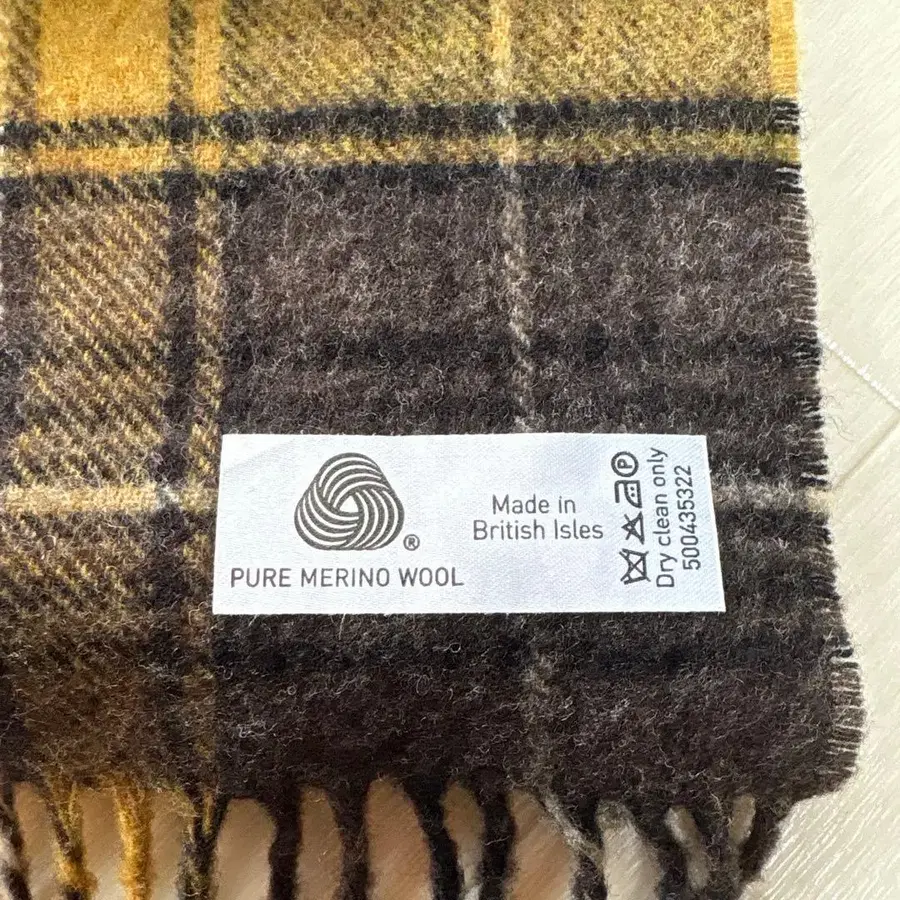 ®
PURE MERINO WOOL
Made in
British Isles
P
Dry clean only
500435322